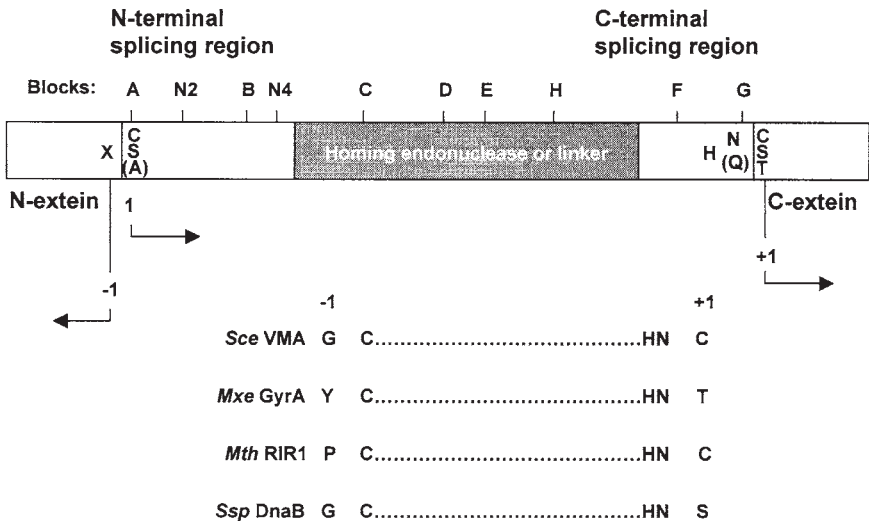 N-terminal splicing region
C-terminal splicing region
Blocks: A N2 B N4 C D E H F G
X C S (A) Homing endonuclease or linker H N (Q) C S T
N-extein C-extein
1
+1
-1
-1 +1
Sce VMA G C......................................HN C
Mxe GyrA Y C......................................HN T
Mth RIR1 P C......................................HN C
Ssp DnaB G C......................................HN S